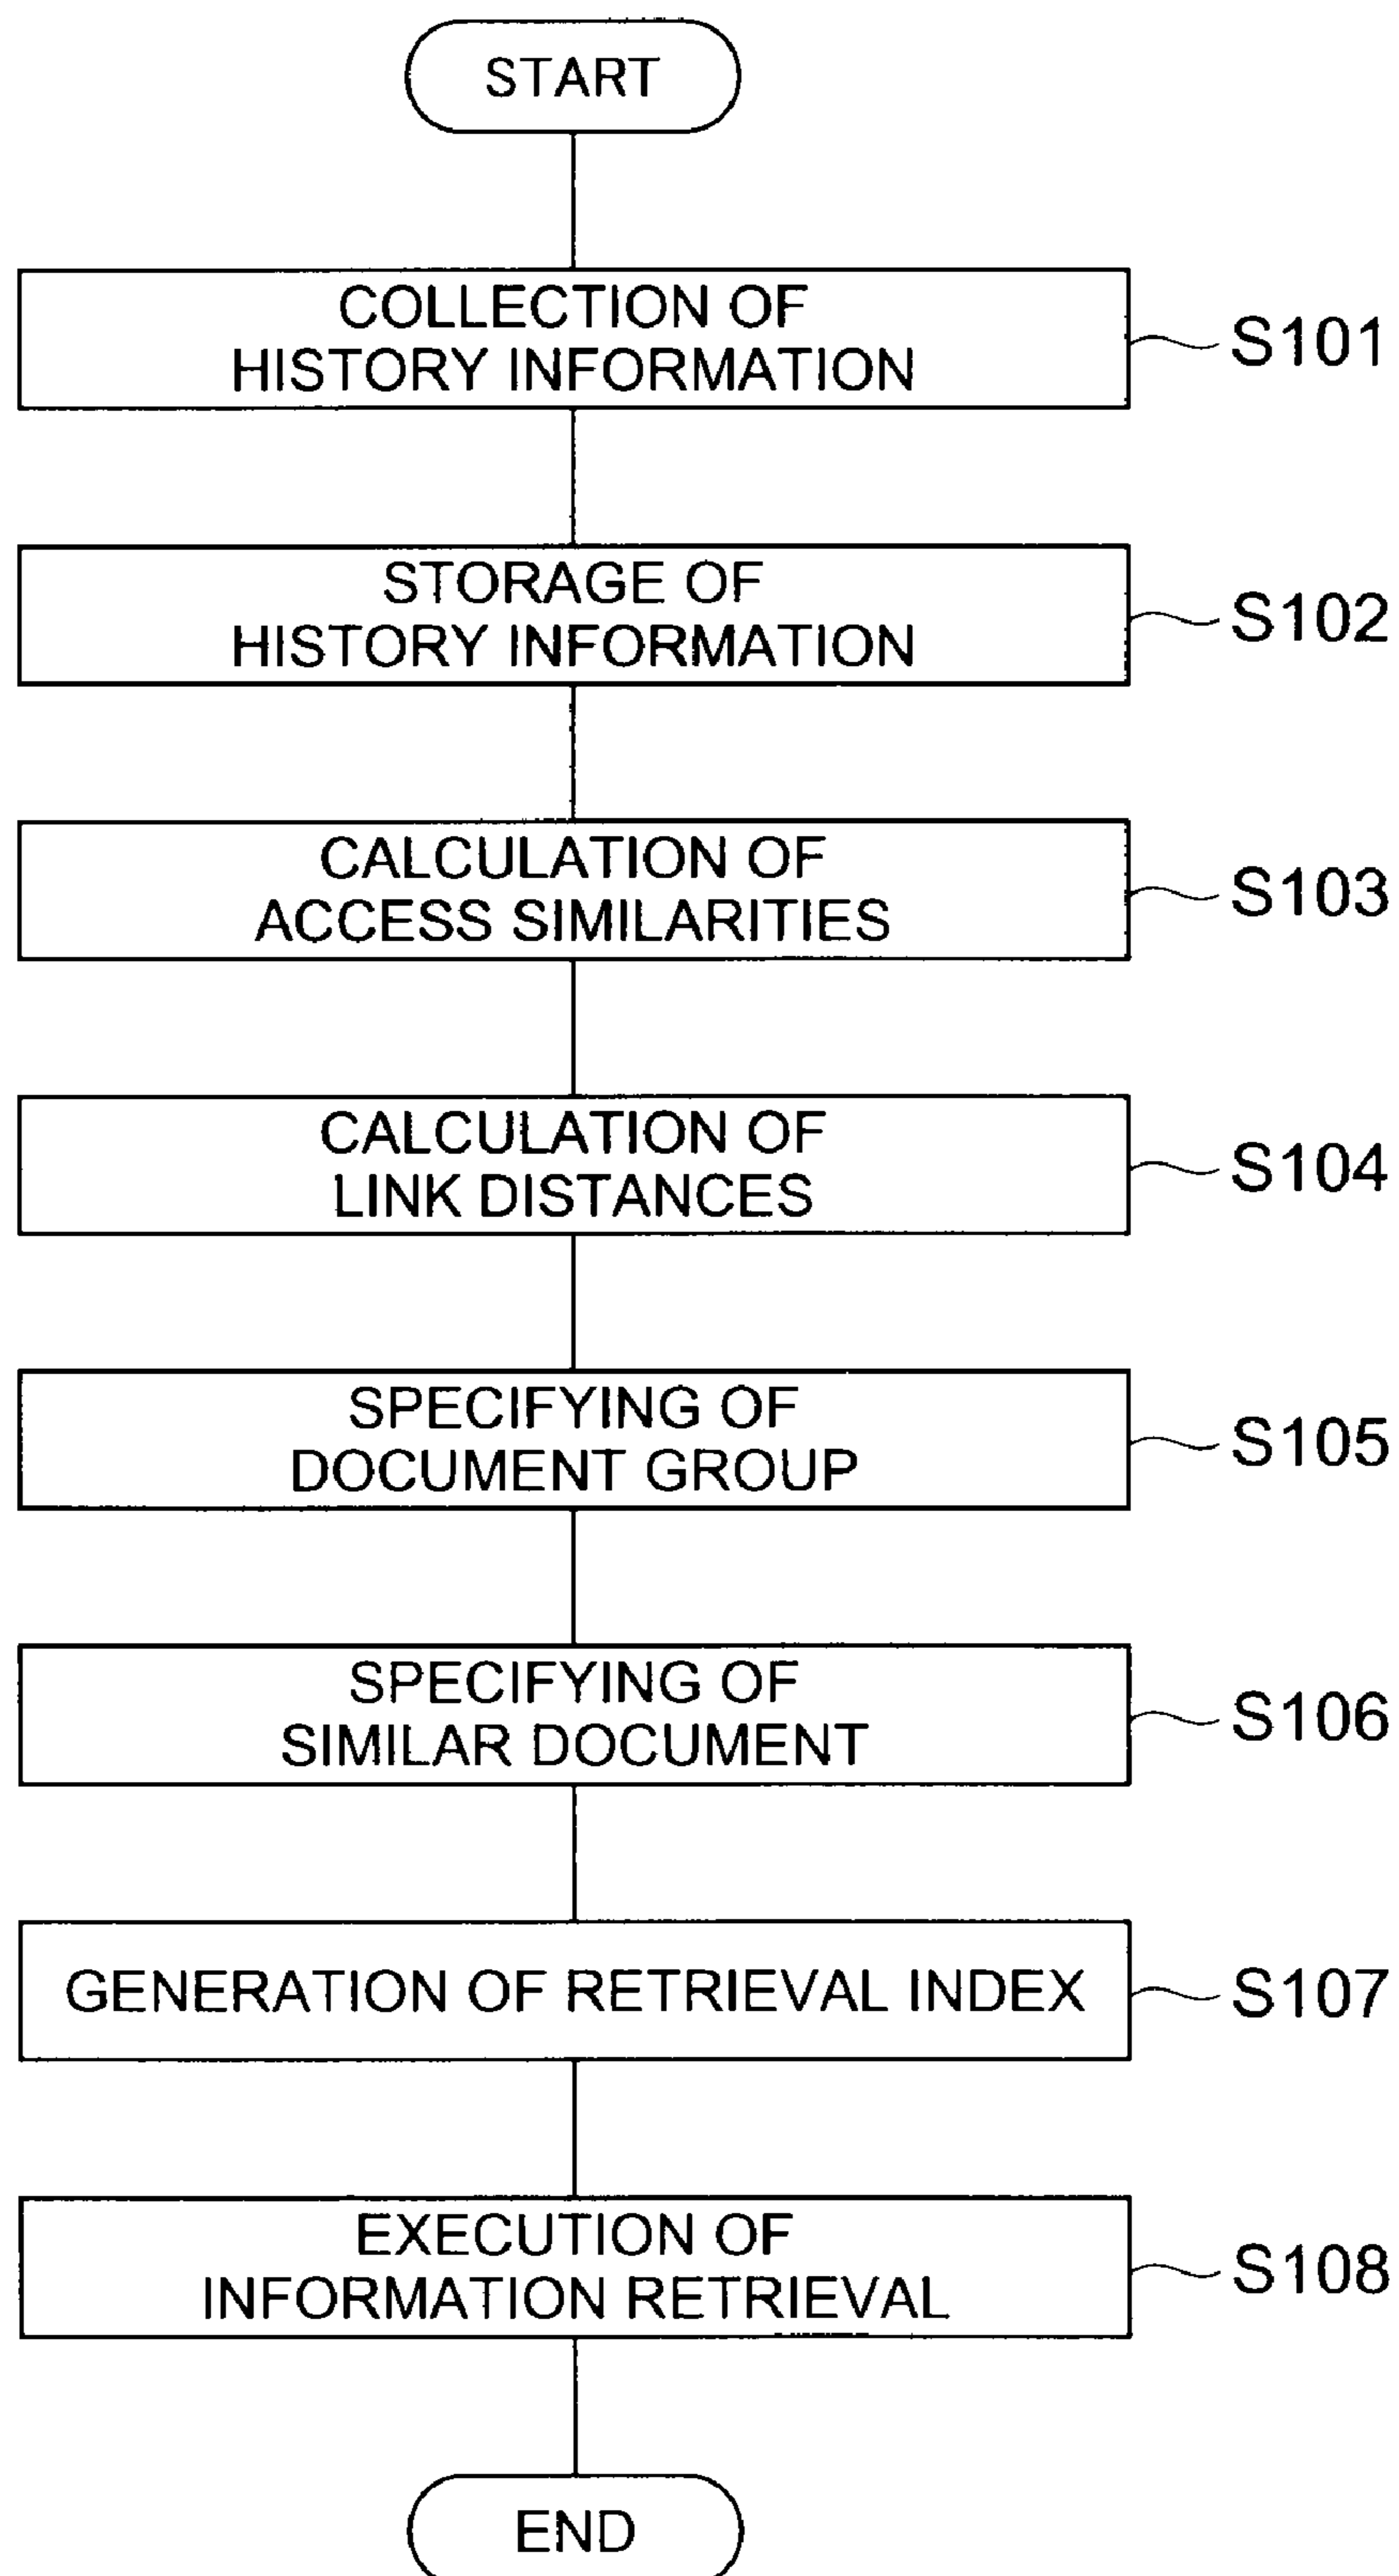 START
COLLECTION OF
HISTORY INFORMATION
S101
STORAGE OF
HISTORY INFORMATION
S102
CALCULATION OF
ACCESS SIMILARITIES
S103
CALCULATION OF
LINK DISTANCES
S104
SPECIFYING OF
DOCUMENT GROUP
S105
SPECIFYING OF
SIMILAR DOCUMENT
S106
GENERATION OF RETRIEVAL INDEX
S107
EXECUTION OF
INFORMATION RETRIEVAL
S108
END